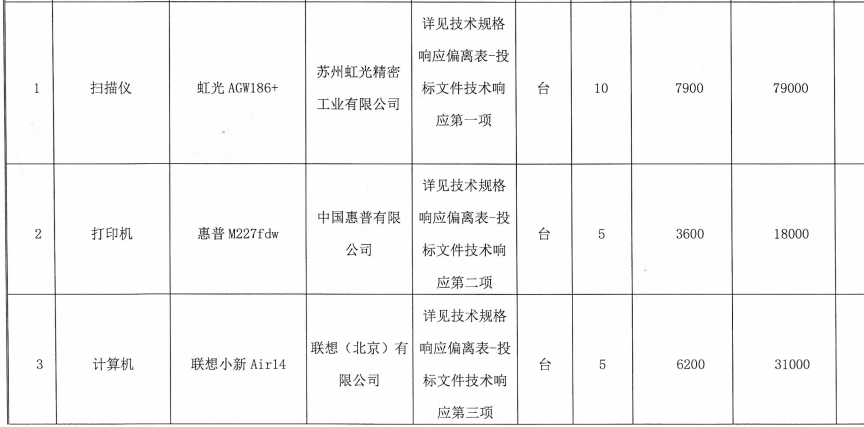 1 扫描仪 虹光 AGW186+ 苏州虹光精密工业有限公司 详见技术规格响应偏离表-投标文件技术响应第一项 台 10 7900 79000
2 打印机 惠普 M227fdw 中国惠普有限公司 详见技术规格响应偏离表-投标文件技术响应第二项 台 5 3600 18000
3 计算机 联想小新 Air14 联想（北京）有限公司 详见技术规格响应偏离表-投标文件技术响应第三项 台 5 6200 31000